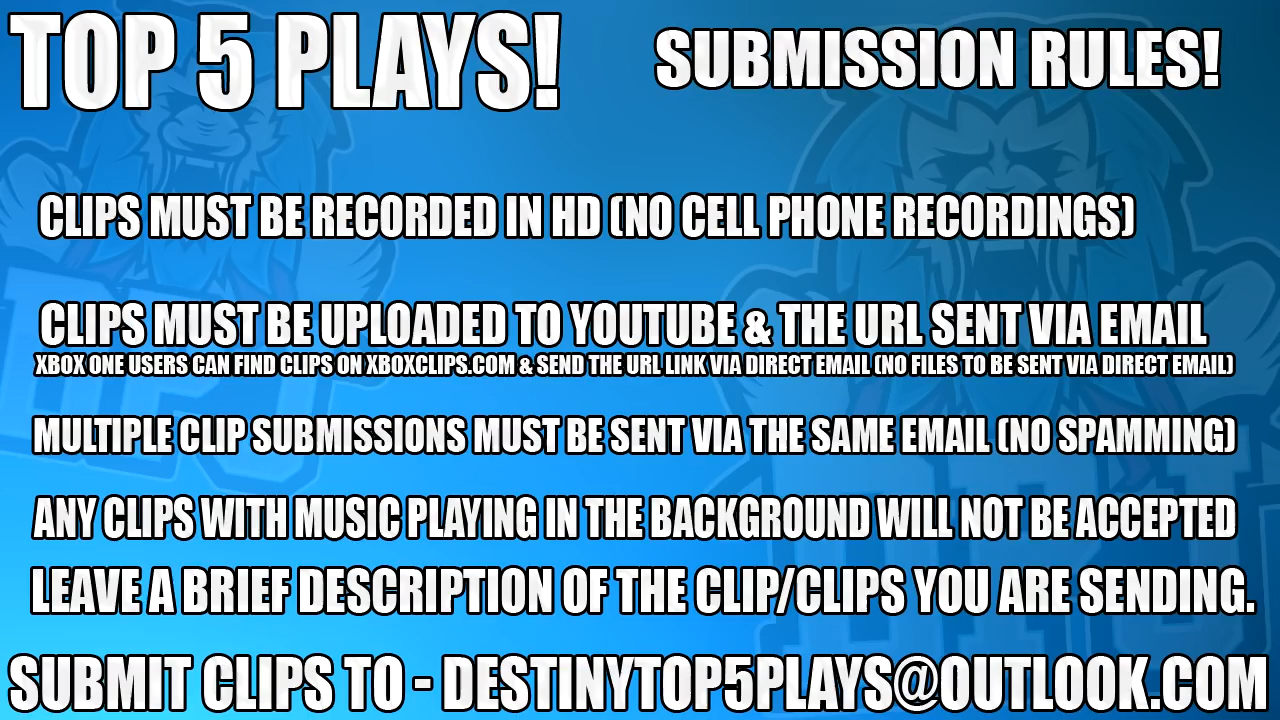 TOP 5 PLAYS!
SUBMISSION RULES!
CLIPS MUST BE RECORDED IN HD (NO CELL PHONE RECORDINGS)
CLIPS MUST BE UPLOADED TO YOUTUBE & THE URL SENT VIA EMAIL
XBOX ONE USERS CAN FIND CLIPS ON XBOXCLIPS.COM & SEND THE URL LINK VIA DIRECT EMAIL (NO FILES TO BE SENT VIA DIRECT EMAIL)
MULTIPLE CLIP SUBMISSIONS MUST BE SENT VIA THE SAME EMAIL (NO SPAMMING)
ANY CLIPS WITH MUSIC PLAYING IN THE BACKGROUND WILL NOT BE ACCEPTED
LEAVE A BRIEF DESCRIPTION OF THE CLIP/CLIPS YOU ARE SENDING.
SUBMIT CLIPS TO - DESTINYTOP5PLAYS@OUTLOOK.COM